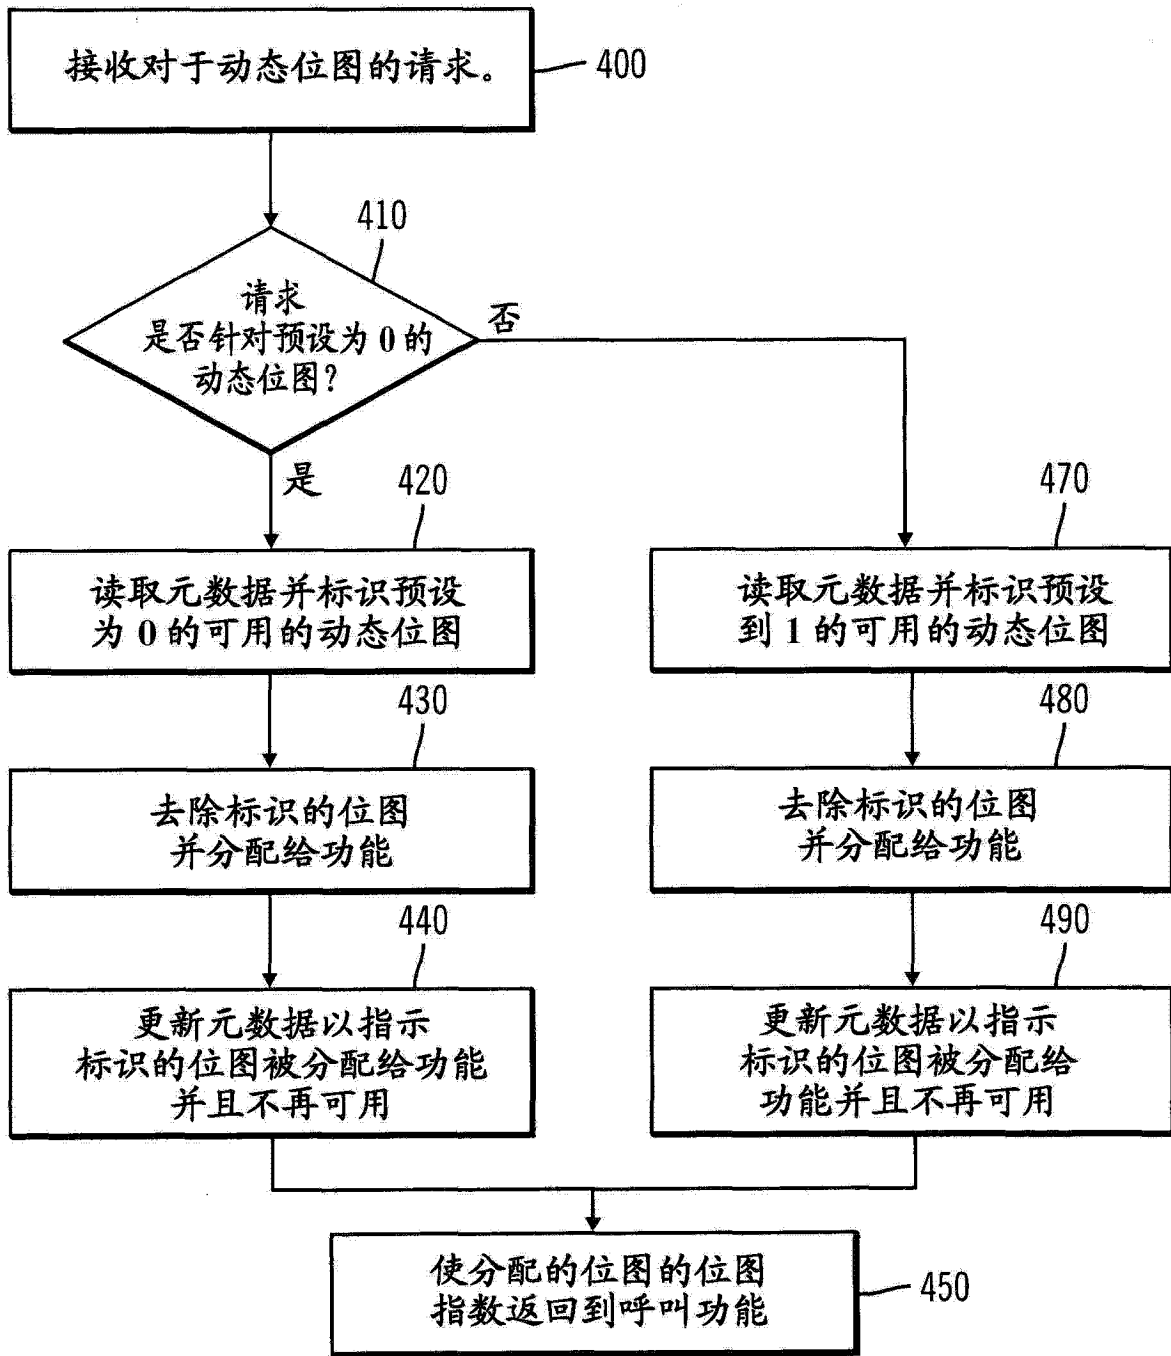 接收对于动态位图的请求。
400
410
请求
是否针对预设为 0 的
动态位图?
否
是
420
读取元数据并标识预设
为 0 的可用的动态位图
470
读取元数据并标识预设
到 1 的可用的动态位图
430
去除标识的位图
并分配给功能
480
去除标识的位图
并分配给功能
440
更新元数据以指示
标识的位图被分配给功能
并且不再可用
490
更新元数据以指示
标识的位图被分配给
功能并且不再可用
使分配的位图的位图
指数返回到呼叫功能
450